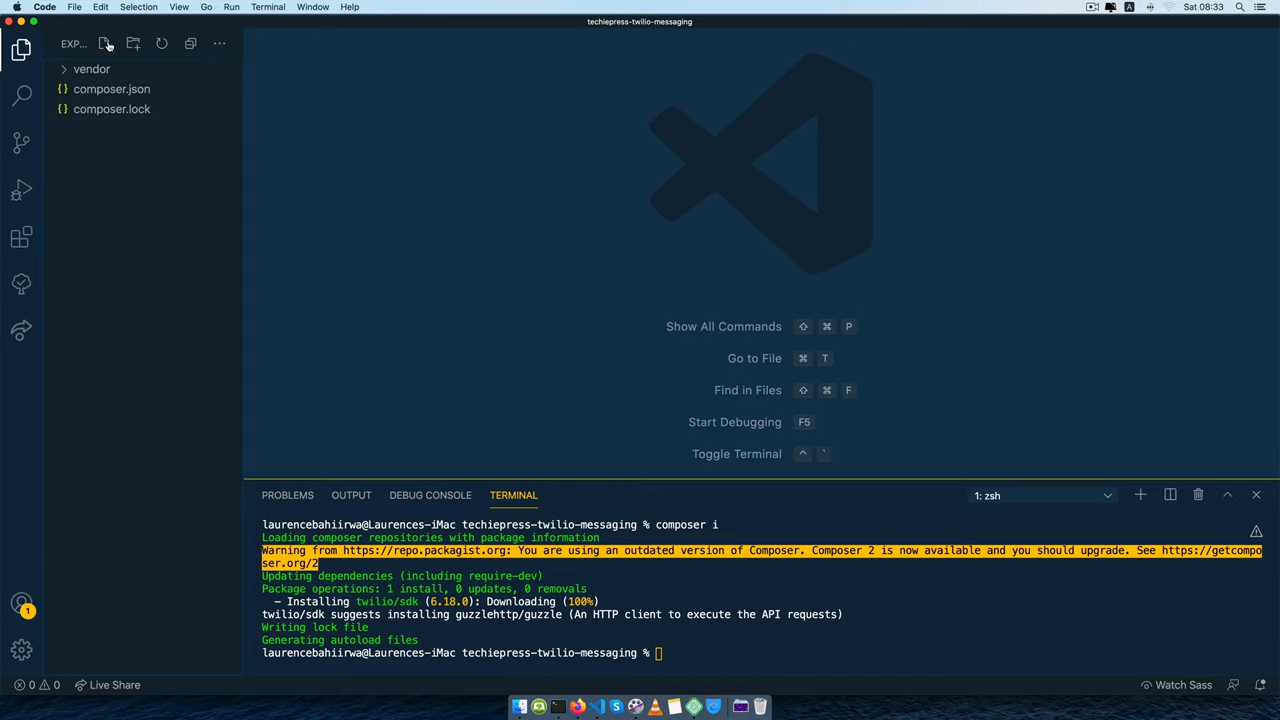 Code File Edit Selection View Go Run Terminal Window Help
A Sat 08:33
techiepress-twilio-messaging
EXP...
vendor
{} composer.json
{} composer.lock
Show All Commands ⇧ ⌘ P
Go to File ⌘ T
Find in Files ⇧ ⌘ F
Start Debugging F5
Toggle Terminal ^ `
PROBLEMS OUTPUT DEBUG CONSOLE TERMINAL 1: zsh
laurencebahiirwa@Laurences-iMac techiepress-twilio-messaging % composer i
Loading composer repositories with package information
Warning from https://repo.packagist.org: You are using an outdated version of Composer. Composer 2 is now available and you should upgrade. See https://getcompo
ser.org/2
Updating dependencies (including require-dev)
Package operations: 1 install, 0 updates, 0 removals
- Installing twilio/sdk (6.18.0): Downloading (100%)
twilio/sdk suggests installing guzzlehttp/guzzle (An HTTP client to execute the API requests)
Writing lock file
Generating autoload files
laurencebahiirwa@Laurences-iMac techiepress-twilio-messaging %
1
0 0 Live Share Watch Sass